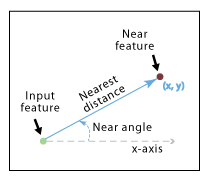 Near
feature
(x, y)
Nearest
distance
Input
feature
Near angle
x-axis